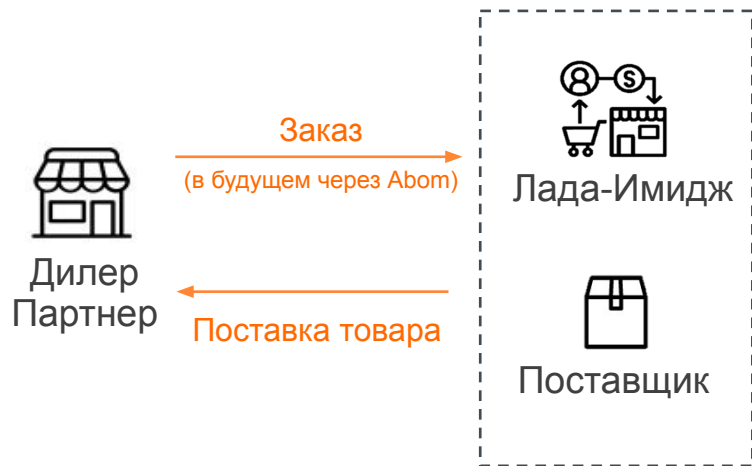 Заказ
(в будущем через Abom)
Дилер
Партнер
Поставка товара
S
Лада-Имидж
Поставщик